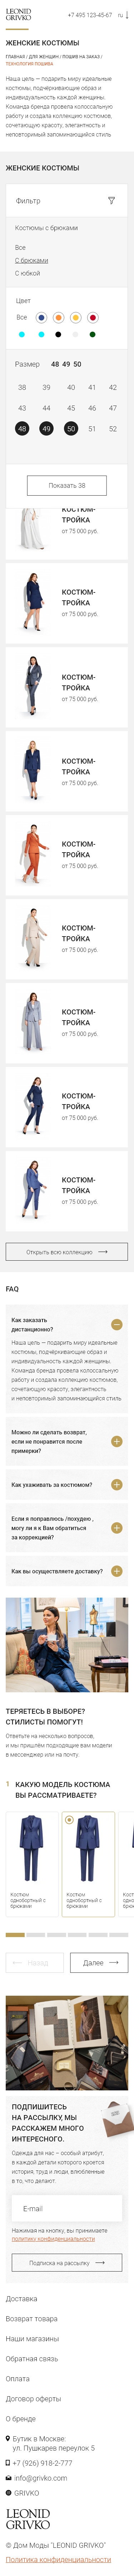 LEONID
GRIVKO
+7 495 123-45-67
ru
ЖЕНСКИЕ КОСТЮМЫ
ГЛАВНАЯ / ДЛЯ ЖЕНЩИН / ПОШИВ НА ЗАКАЗ /
ТЕХНОЛОГИЯ ПОШИВА
Наша цель — подарить миру идеальные
костюмы, подчёркивающие образ и
индивидуальность каждой женщины.
Команда бренда провела колоссальную
работу и создала коллекцию костюмов,
сочетающую красоту, элегантность и
неповторимый самодостаточный стиль
ЖЕНСКИЕ КОСТЮМЫ
Фильтр
Костюмы с брюками
Все
С брюками
С юбкой
Цвет
Все
Размер 48 49 50
38 39 40 41 42
43 44 45 46 47
48 49 50 51 52
Показать 38
КОСТЮМ-
ТРОЙКА
от 75 000 руб.
КОСТЮМ-
ТРОЙКА
от 75 000 руб.
КОСТЮМ-
ТРОЙКА
от 75 000 руб.
КОСТЮМ-
ТРОЙКА
от 75 000 руб.
КОСТЮМ-
ТРОЙКА
от 75 000 руб.
КОСТЮМ-
ТРОЙКА
от 75 000 руб.
КОСТЮМ-
ТРОЙКА
от 75 000 руб.
КОСТЮМ-
ТРОЙКА
от 75 000 руб.
КОСТЮМ-
ТРОЙКА
от 75 000 руб.
Открыть всю коллекцию
FAQ
Как заказать
дистанционно?
Наша цель — подарить миру идеальные
костюмы, подчёркивающие образ и
индивидуальность каждой женщины.
Команда бренда провела колоссальную
работу и создала коллекцию костюмов,
сочетающую красоту, элегантность
и неповторимый самодостаточный стиль
Можно ли сделать возврат,
если не понравится после
примерки?
Как ухаживать за костюмом?
Если я поправлюсь /похудею ,
могу ли я к Вам обратиться
за коррекцией?
Как вы осуществляете доставку?
ТЕРЯЕТЕСЬ В ВЫБОРЕ?
СТИЛИСТЫ ПОМОГУТ!
Ответьте на несколько вопросов,
и мы пришлём подходящие вам модели
в мессенджер или на почту.
1 КАКУЮ МОДЕЛЬ КОСТЮМА
ВЫ РАССМАТРИВАЕТЕ?
Костюм
однобортный с
брюками
Костюм
однобортный с
брюками
Назад
Далее
ПОДПИШИТЕСЬ
НА РАССЫЛКУ, МЫ
РАССКАЖЕМ МНОГО
ИНТЕРЕСНОГО.
Одежда для нас – особый атрибут,
в каждой детали которого кроется
история, труд и люди, влюбленные
в то, что делают.
E-mail
Нажимая на кнопку, вы принимаете
политику конфиденциальности
Подписка на рассылку
Доставка
Возврат товара
Наши магазины
Обратная связь
Оплата
Договор оферты
О бренде
Бутик в Москве:
ул. Пушкарев переулок 5
+7 (926) 918-2-777
info@grivko.com
GRIVKO
LEONID
GRIVKO
© Дом Моды "LEONID GRIVKO"
Политика конфиденциальности